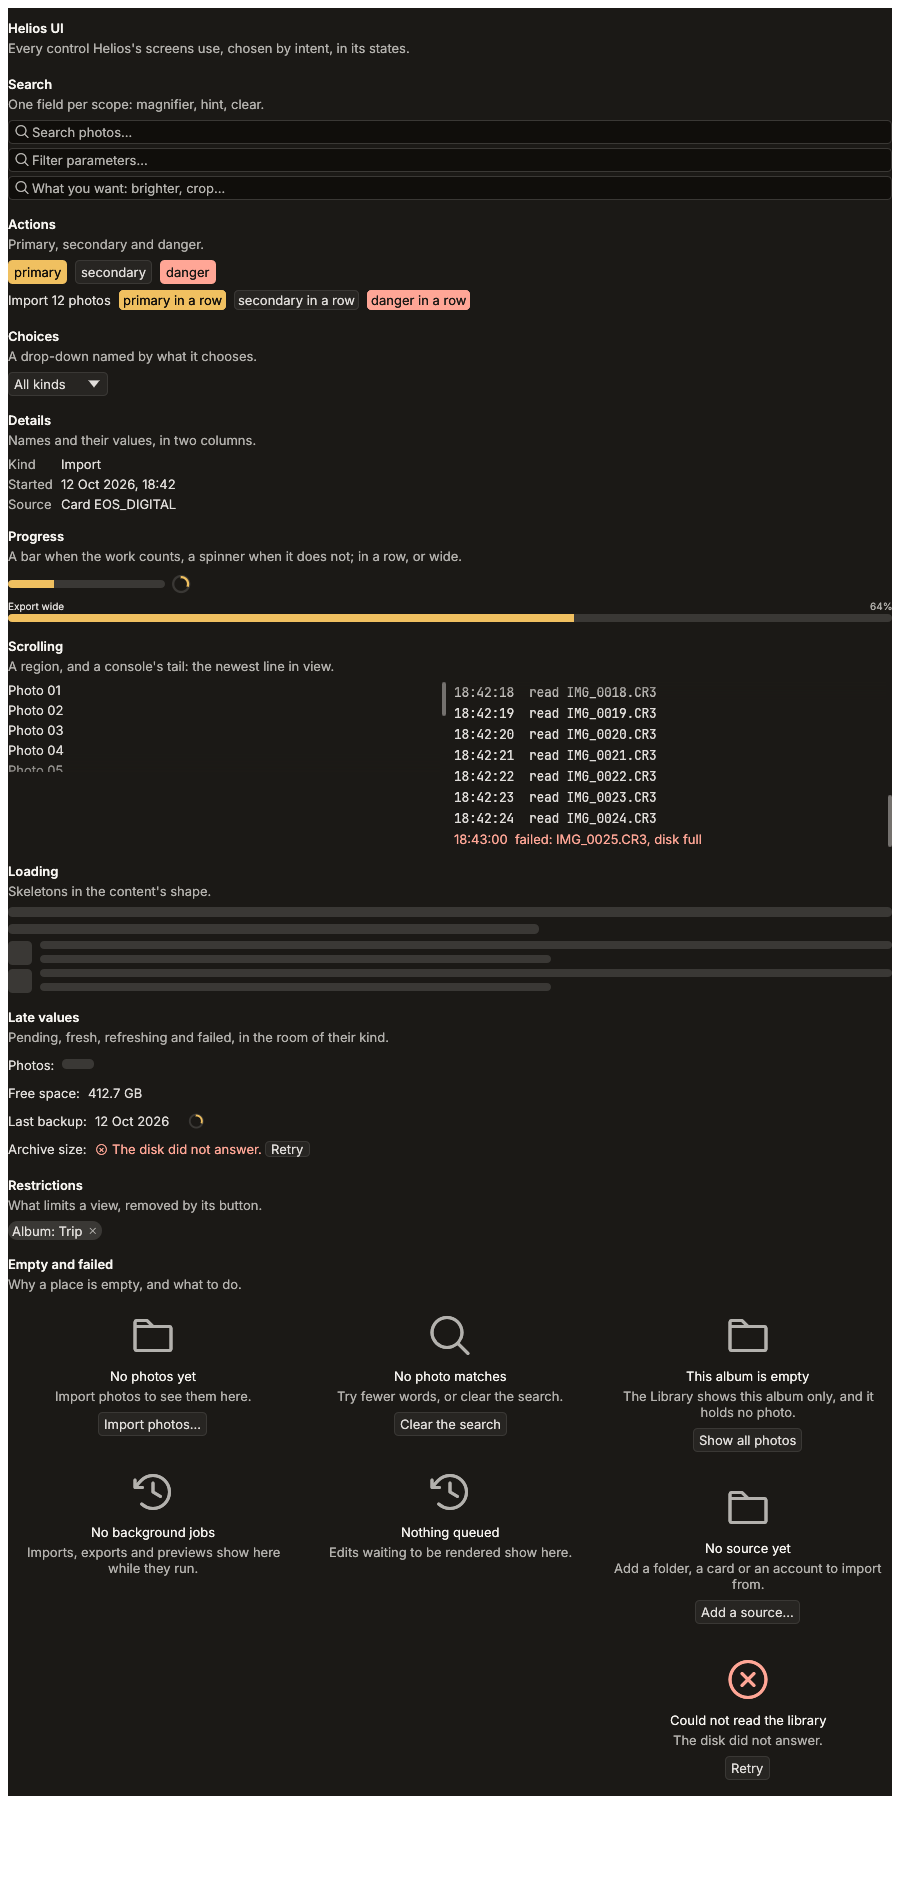 Helios UI
Every control Helios's screens use, chosen by intent, in its states.
Search
One field per scope: magnifier, hint, clear.
Search photos...
Filter parameters...
What you want: brighter, crop...
Actions
Primary, secondary and danger.
primary secondary danger
Import 12 photos primary in a row secondary in a row danger in a row
Choices
A drop-down named by what it chooses.
All kinds
Details
Names and their values, in two columns.
Kind Import
Started 12 Oct 2026, 18:42
Source Card EOS_DIGITAL
Progress
A bar when the work counts, a spinner when it does not; in a row, or wide.
Export wide 64%
Scrolling
A region, and a console's tail: the newest line in view.
Photo 01
Photo 02
Photo 03
Photo 04
Photo 05
18:42:18 read IMG_0018.CR3
18:42:19 read IMG_0019.CR3
18:42:20 read IMG_0020.CR3
18:42:21 read IMG_0021.CR3
18:42:22 read IMG_0022.CR3
18:42:23 read IMG_0023.CR3
18:42:24 read IMG_0024.CR3
18:43:00 failed: IMG_0025.CR3, disk full
Loading
Skeletons in the content's shape.
Late values
Pending, fresh, refreshing and failed, in the room of their kind.
Photos:
Free space: 412.7 GB
Last backup: 12 Oct 2026
Archive size: The disk did not answer. Retry
Restrictions
What limits a view, removed by its button.
Album: Trip ×
Empty and failed
Why a place is empty, and what to do.
No photos yet
Import photos to see them here.
Import photos...
No photo matches
Try fewer words, or clear the search.
Clear the search
This album is empty
The Library shows this album only, and it
holds no photo.
Show all photos
No background jobs
Imports, exports and previews show here
while they run.
Nothing queued
Edits waiting to be rendered show here.
No source yet
Add a folder, a card or an account to import
from.
Add a source...
Could not read the library
The disk did not answer.
Retry